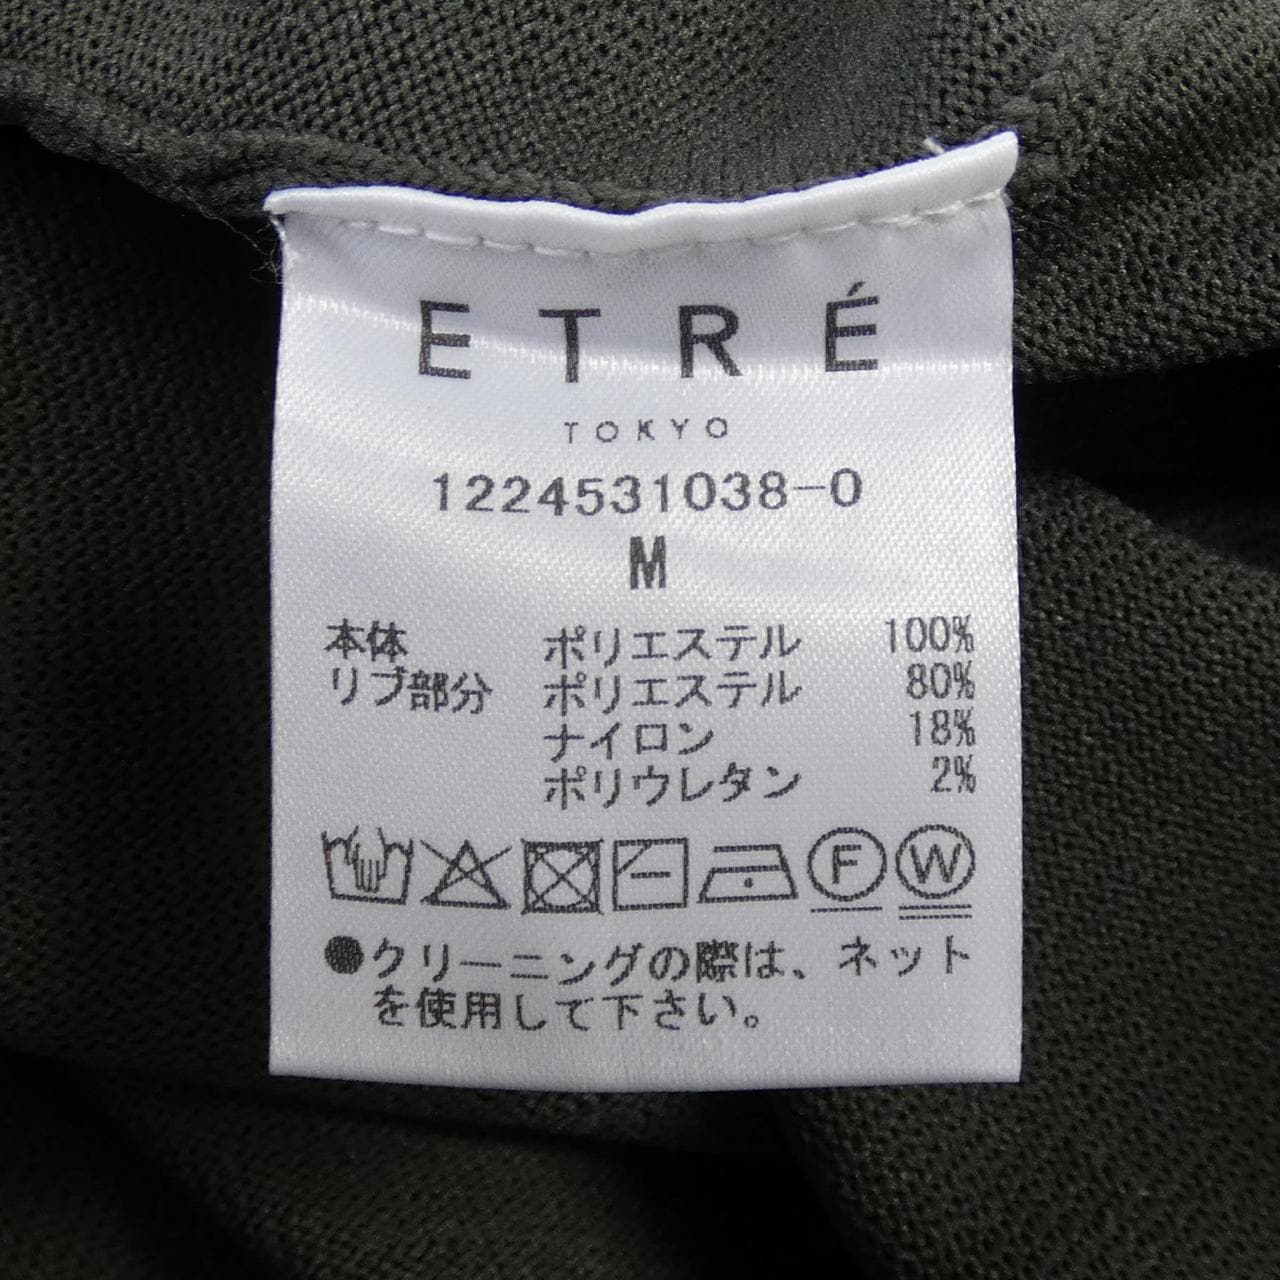 ETRÉ
TOKYO
1224531038-0
M
本体 ポリエステル 100%
リブ部分 ポリエステル 80%
ナイロン 18%
ポリウレタン 2%
F W
●クリーニングの際は、ネット
を使用して下さい。